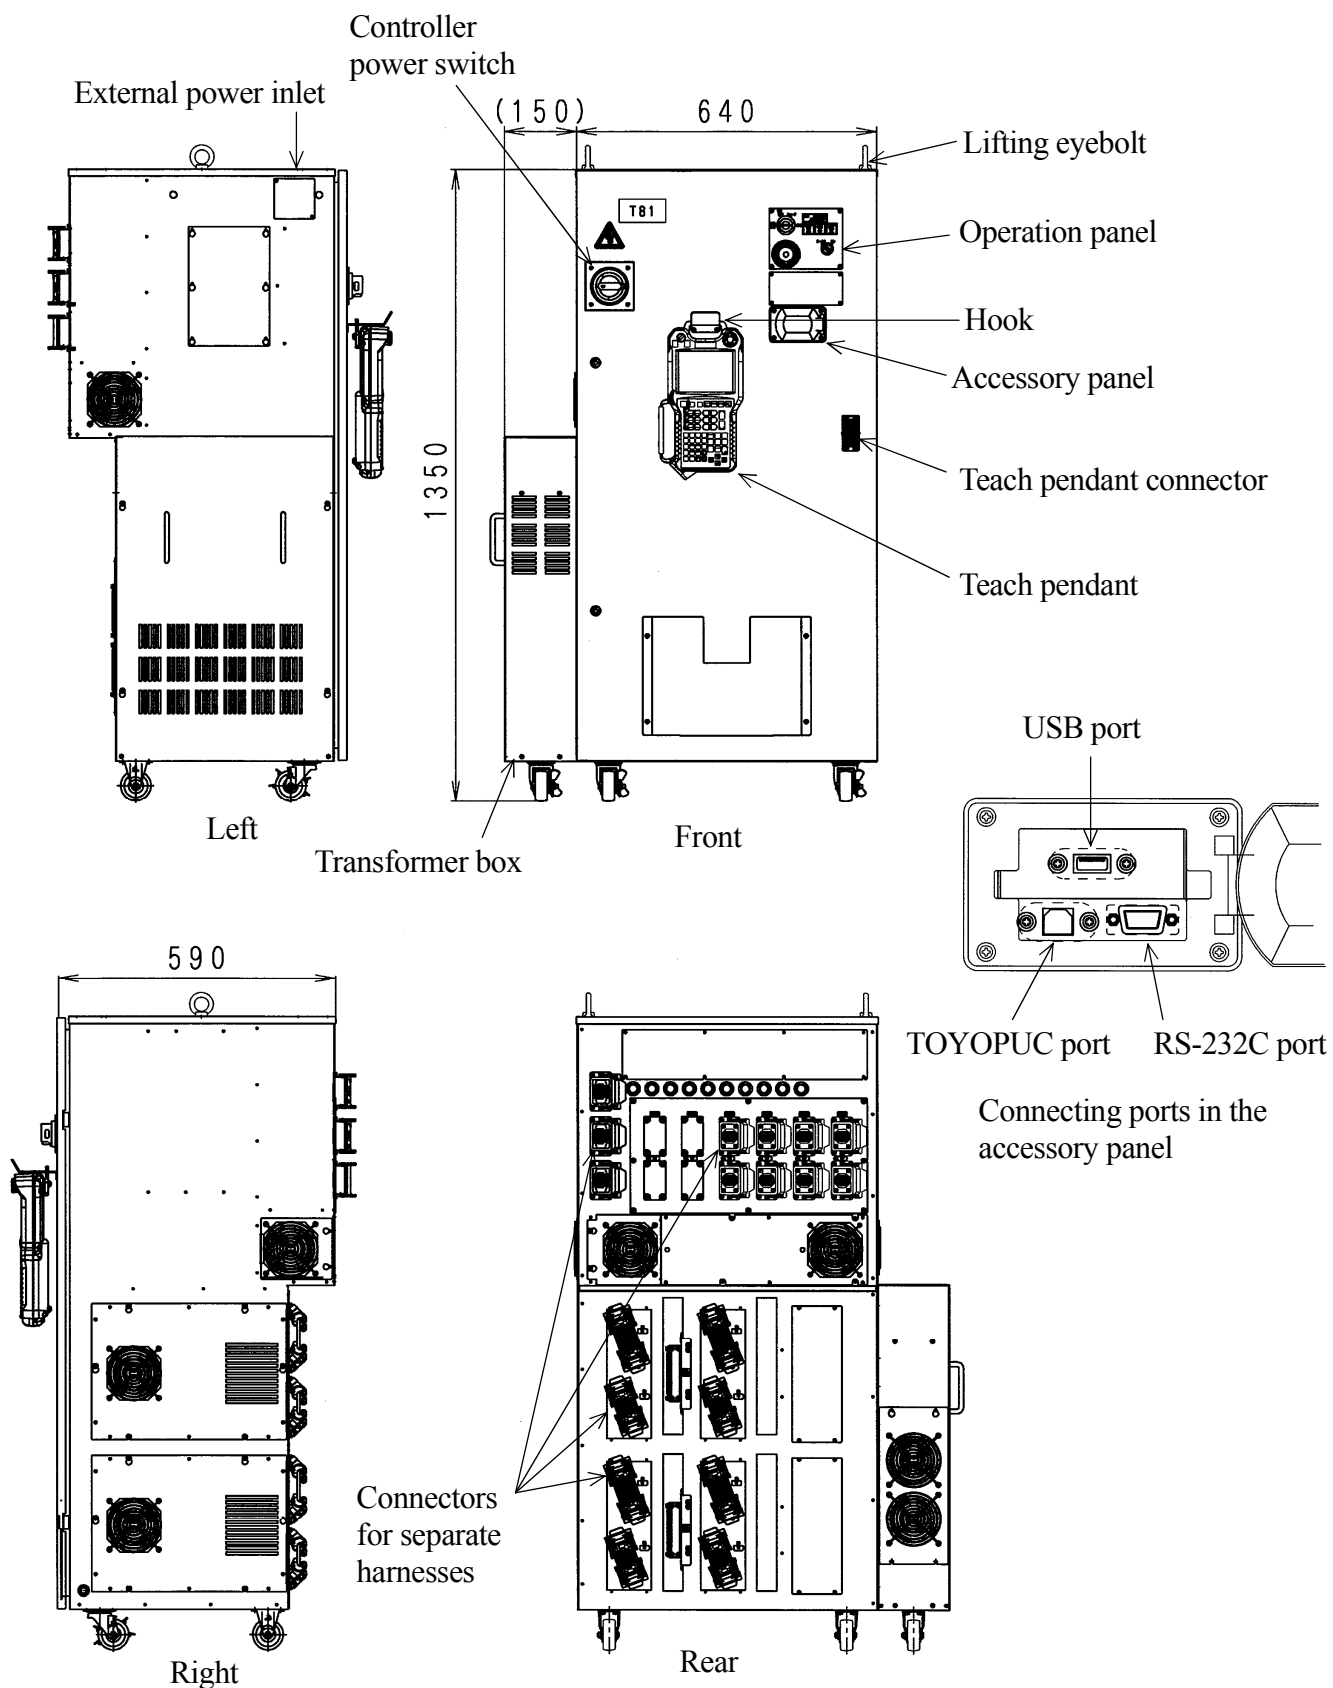 Controller
power switch
External power inlet
(150)
640
Lifting eyebolt
T81
Operation panel
Hook
Accessory panel
1350
Teach pendant connector
Teach pendant
USB port
Left
Front
Transformer box
590
TOYOPUC port
RS-232C port
Connecting ports in the
accessory panel
Connectors
for separate
harnesses
Right
Rear